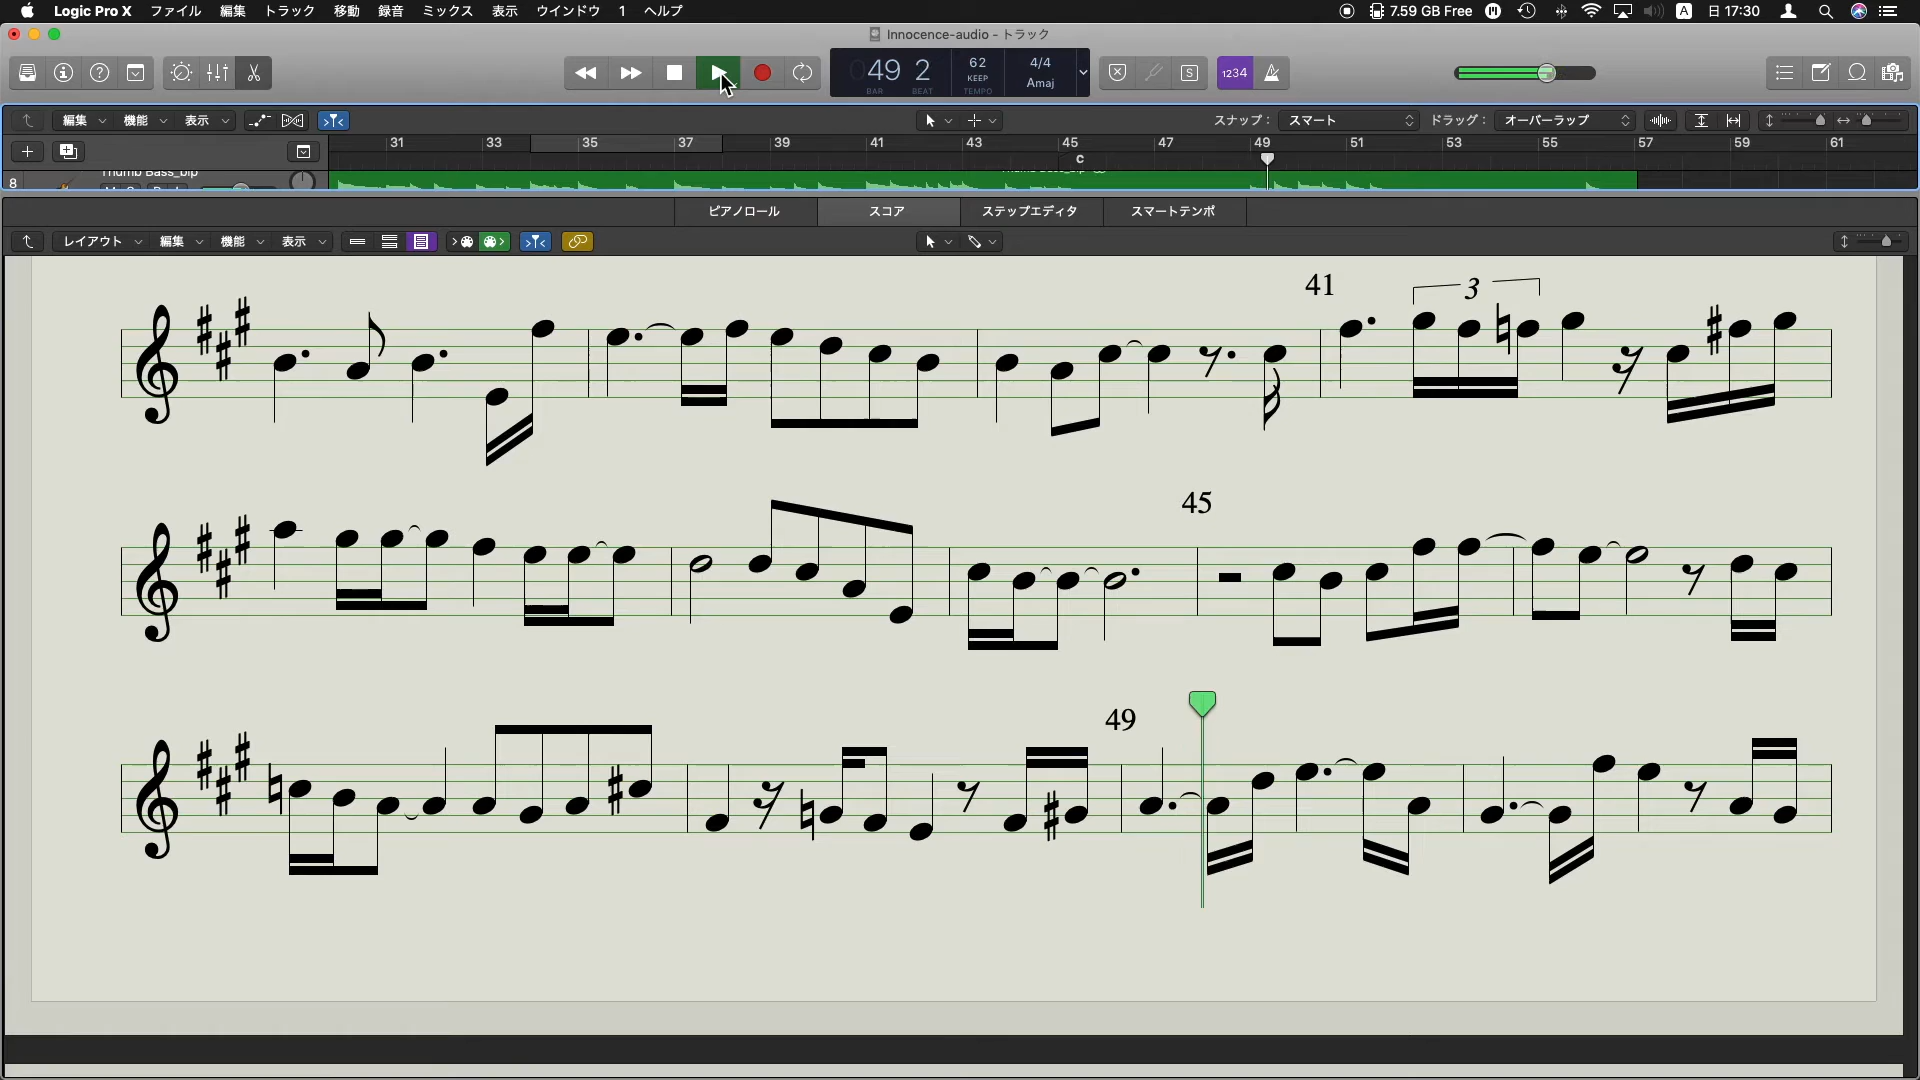 Logic Pro X ファイル 編集 トラック 移動 録音 ミックス 表示 ウインドウ 1 ヘルプ 7.59 GB Free A 日 17:30
Innocence-audio - トラック
49 2 62 KEEP 4/4 Amaj S 1234
BAR BEAT TEMPO
編集 機能 表示 スナップ： スマート ドラッグ： オーバーラップ
31 33 35 37 39 41 43 45 47 49 51 53 55 57 59 61
C
8 Thumb Bass_bip
ピアノロール スコア ステップエディタ スマートテンポ
レイアウト 編集 機能 表示
41 3
45
49